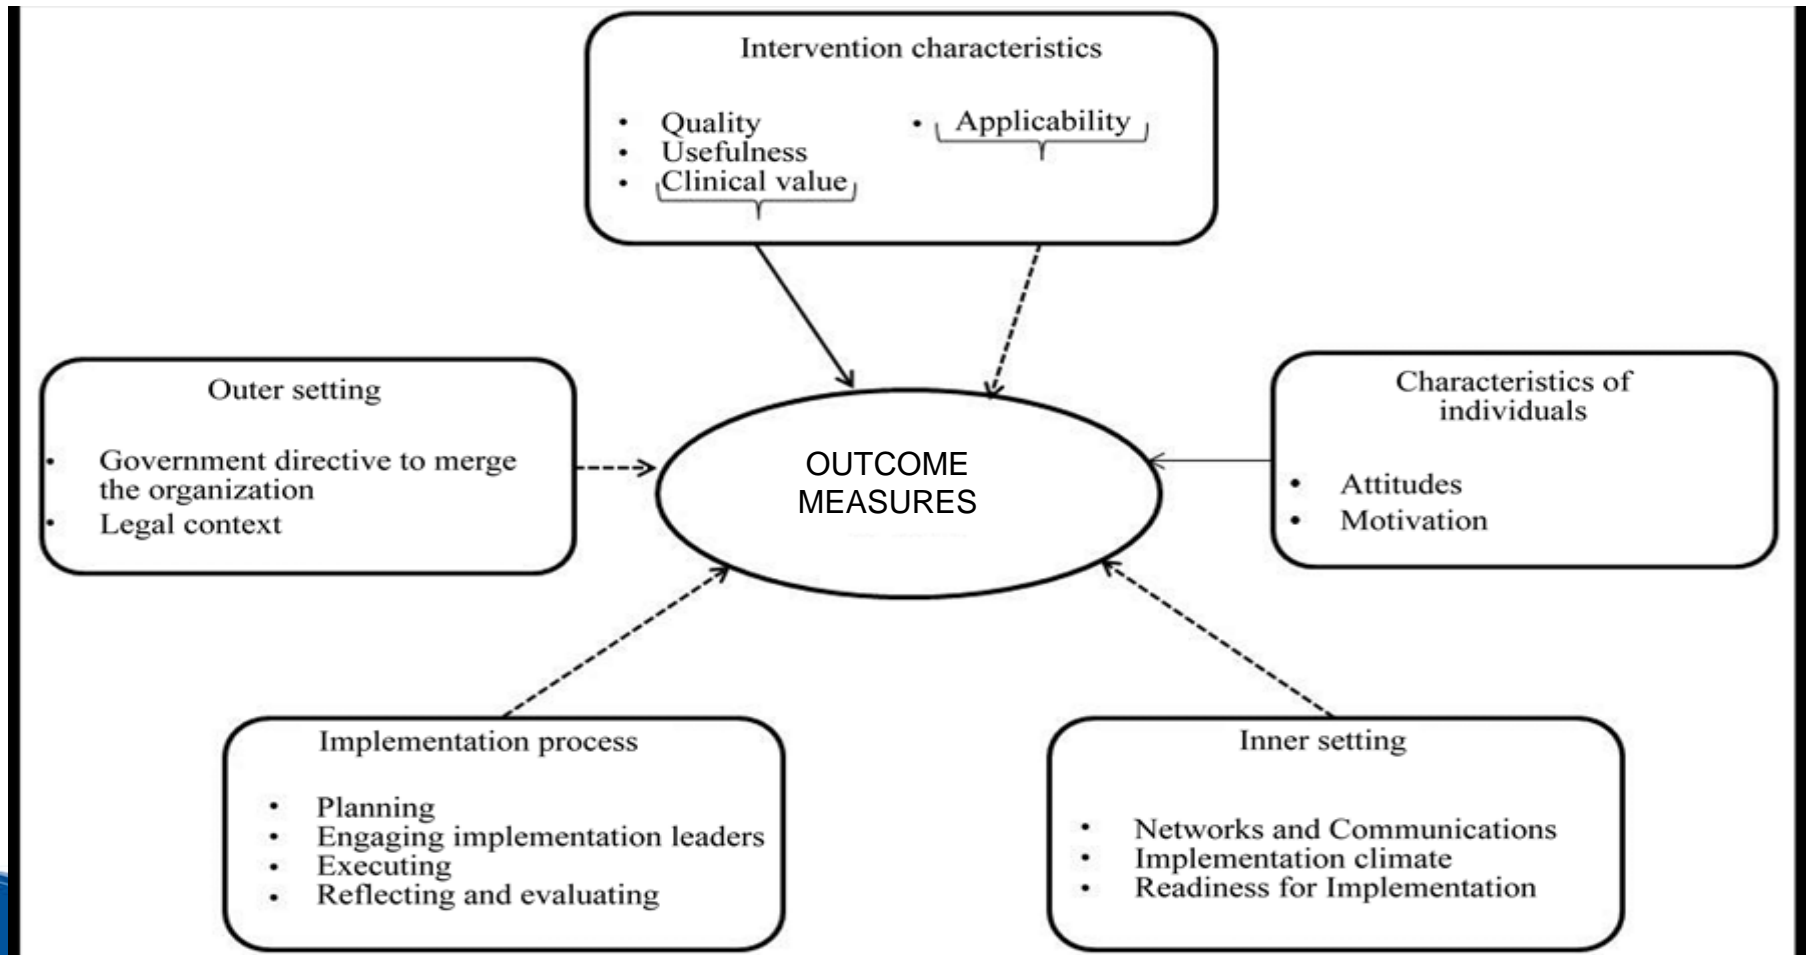 Intervention characteristics
• Quality
• Usefulness
• Clinical value
• Applicability
Outer setting
• Government directive to merge
the organization
• Legal context
OUTCOME
MEASURES
Characteristics of
individuals
• Attitudes
• Motivation
Implementation process
• Planning
• Engaging implementation leaders
• Executing
• Reflecting and evaluating
Inner setting
• Networks and Communications
• Implementation climate
• Readiness for Implementation